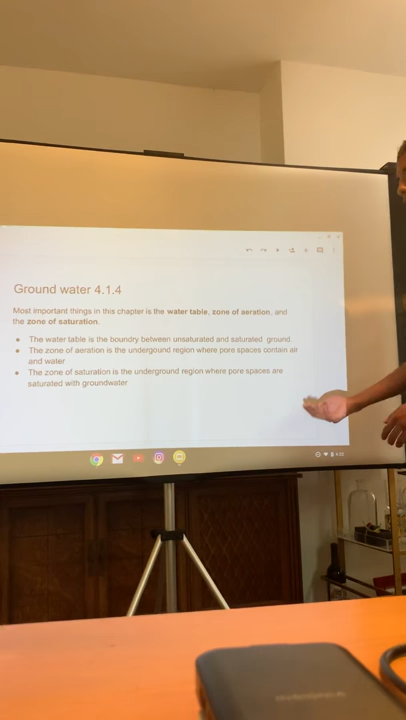 Ground water 4.1.4
Most important things in this chapter is the water table, zone of aeration, and
the zone of saturation.
The water table is the boundry between unsaturated and saturated ground.
The zone of aeration is the undergound region where pore spaces contain air
and water
The zone of saturation is the underground region where pore spaces are
saturated with groundwater